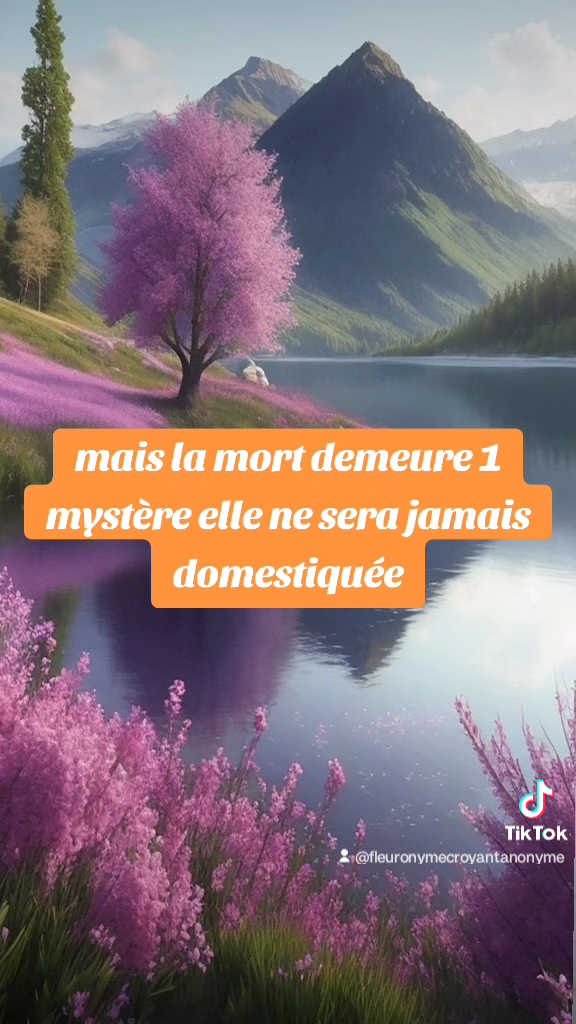 mais la mort demeure 1
mystère elle ne sera jamais
domestiquée
TikTok
@fleuronymecroyantanonyme